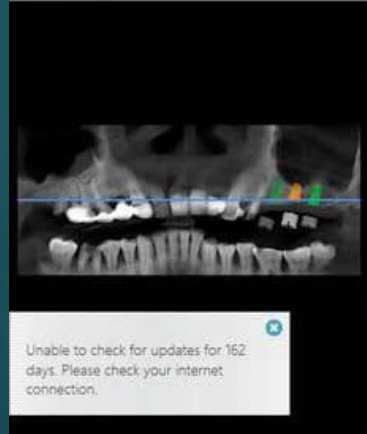 Unable to check for updates for 162
days. Please check your internet
connection.